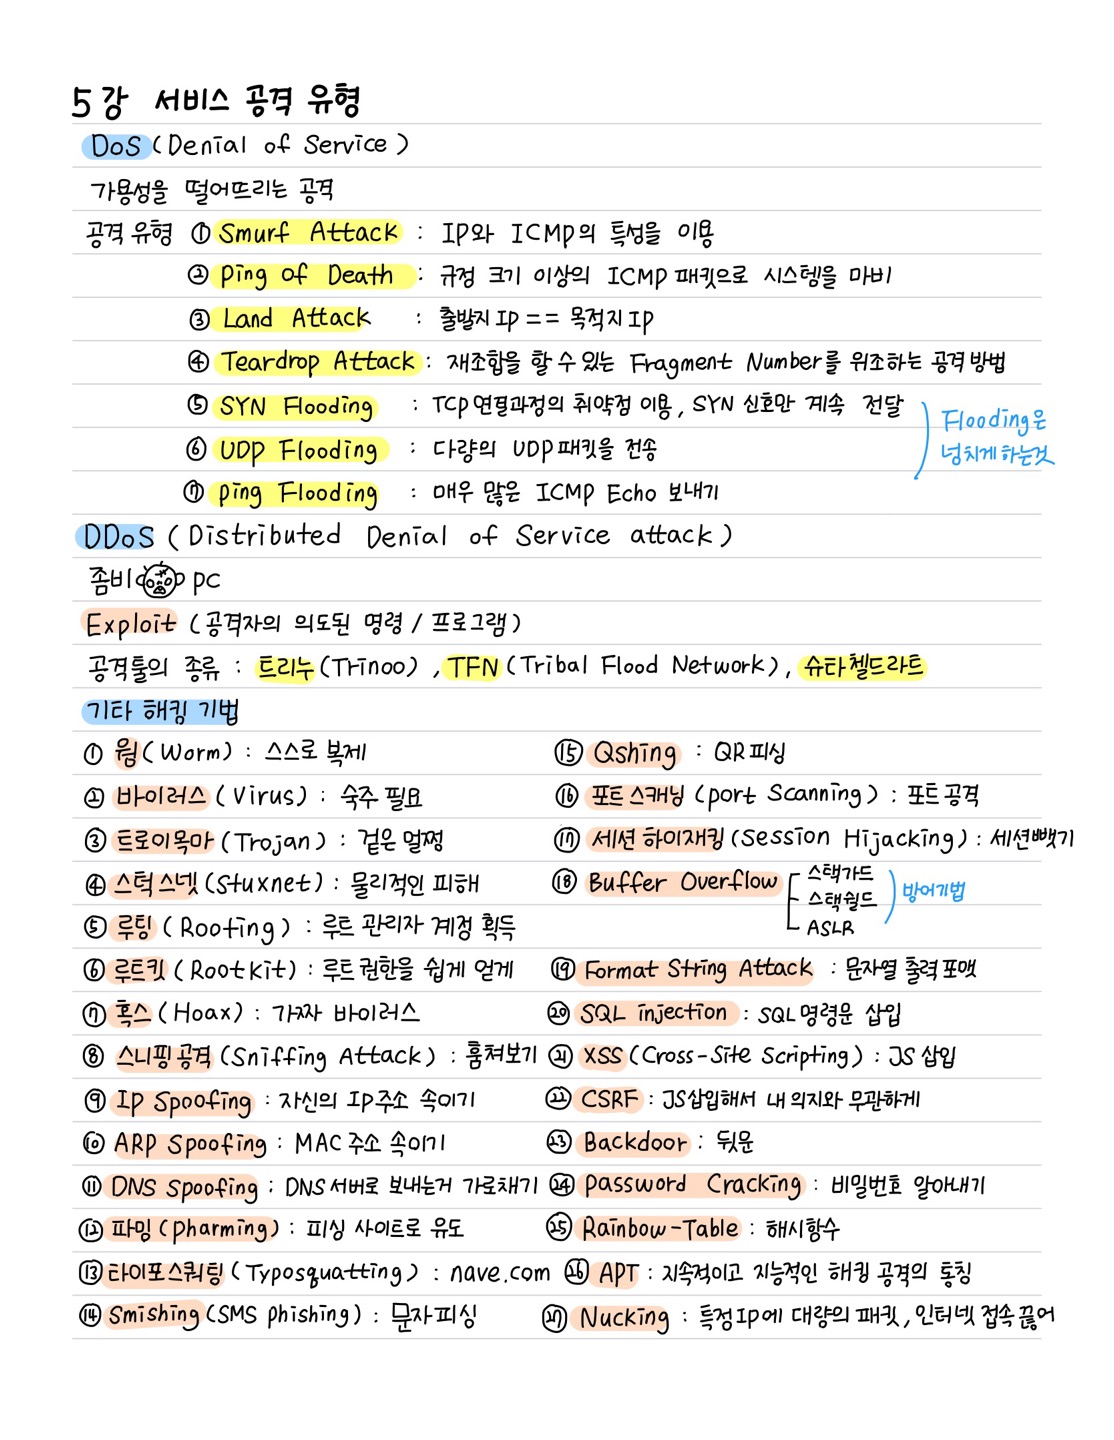 5강 서비스 공격 유형
DoS (Denial of Service)
가용성을 떨어뜨리는 공격
공격 유형 ① Smurf Attack : IP와 ICMP의 특성을 이용
② Ping of Death : 규정 크기 이상의 ICMP 패킷으로 시스템을 마비
③ Land Attack : 출발지 IP == 목적지 IP
④ Teardrop Attack : 재조합을 할 수 있는 Fragment Number를 위조하는 공격 방법
⑤ SYN Flooding : TCP 연결과정의 취약점 이용, SYN 신호만 계속 전달
⑥ UDP Flooding : 다량의 UDP 패킷을 전송
⑦ Ping Flooding : 매우 많은 ICMP Echo 보내기
Flooding은
넘치게 하는것
DDoS (Distributed Denial of Service attack)
좀비 PC
Exploit (공격자의 의도된 명령 / 프로그램)
공격툴의 종류 : 트리누(Trinoo), TFN(Tribal Flood Network), 슈타첼드라트
기타 해킹 기법
① 웜(Worm) : 스스로 복제
② 바이러스(Virus) : 숙주 필요
③ 트로이목마(Trojan) : 겉은 멀쩡
④ 스턱스넷(Stuxnet) : 물리적인 피해
⑤ 루팅(Rooting) : 루트 관리자 계정 획득
⑥ 루트킷(Rootkit) : 루트 권한을 쉽게 얻게
⑦ 혹스(Hoax) : 가짜 바이러스
⑧ 스니핑공격(Sniffing Attack) : 훔쳐보기
⑨ IP Spoofing : 자신의 IP주소 속이기
⑩ ARP Spoofing : MAC 주소 속이기
⑪ DNS Spoofing : DNS 서버로 보내는거 가로채기
⑫ 파밍(Pharming) : 피싱 사이트로 유도
⑬ 타이포스쿼팅(Typosquatting) : nave.com
⑭ Smishing(SMS Phishing) : 문자 피싱
⑮ Qshing : QR피싱
⑯ 포트 스캐닝(Port Scanning) : 포트 공격
⑰ 세션 하이재킹(Session Hijacking) : 세션뺏기
⑱ Buffer Overflow
스택가드
스택쉴드
ASLR
방어기법
⑲ Format String Attack : 문자열 출력 포맷
⑳ SQL injection : SQL 명령문 삽입
㉑ XSS(Cross-Site Scripting) : JS 삽입
㉒ CSRF : JS삽입해서 내 의지와 무관하게
㉓ Backdoor : 뒷문
㉔ Password Cracking : 비밀번호 알아내기
㉕ Rainbow-Table : 해시함수
㉖ APT : 지속적이고 지능적인 해킹 공격의 통칭
㉗ Nucking : 특정IP에 대량의 패킷, 인터넷 접속 끊어